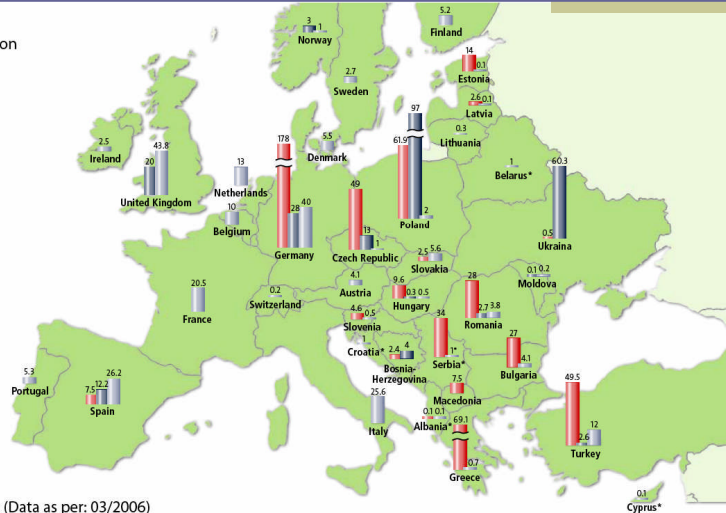 5.2
Finland
3
1
Norway
on
14
0.1
Estonia
2.7
Sweden
2.6 0.1
Latvia
97
0.3
Lithuania
2.5
Ireland
20
43.8
United Kingdom
13
Netherlands
178
5.5
Denmark
61.9
2
Poland
1
Belarus*
60.3
0.5
Ukraina
10
Belgium
28
40
Germany
49
13
1
Czech Republic
2.5
5.6
Slovakia
0.1 0.2
Moldova
20.5
France
0.2
Switzerland
4.1
Austria
9.6
0.3 0.5
Hungary
28
2.7 3.8
Romania
4.6
0.5
Slovenia
1
Croatia*
2.4
4
Bosnia-
Herzegovina
34
1*
Serbia*
27
4.1
Bulgaria
5.3
Portugal
7.5
12.2
26.2
Spain
25.6
Italy
7.5
Macedonia
0.1 0.1
Albania*
69.1
0.7
Greece
49.5
2.6
12
Turkey
0.1
Cyprus*
(Data as per: 03/2006)